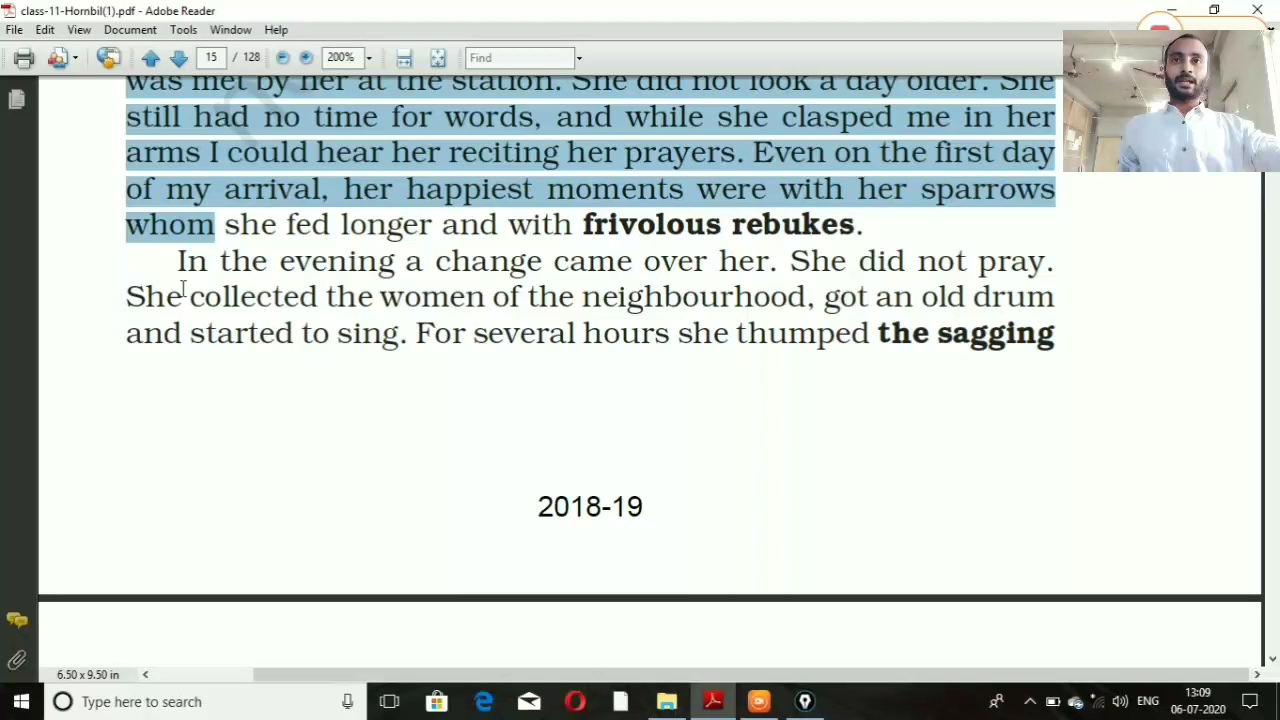 class-11-Hornbil(1).pdf - Adobe Reader
File Edit View Document Tools Window Help
15 / 128 200% Find
was met by her at the station. She did not look a day older. She
still had no time for words, and while she clasped me in her
arms I could hear her reciting her prayers. Even on the first day
of my arrival, her happiest moments were with her sparrows
whom she fed longer and with frivolous rebukes.
In the evening a change came over her. She did not pray.
She collected the women of the neighbourhood, got an old drum
and started to sing. For several hours she thumped the sagging
2018-19
6.50 x 9.50 in
Type here to search
ENG
13:09
06-07-2020